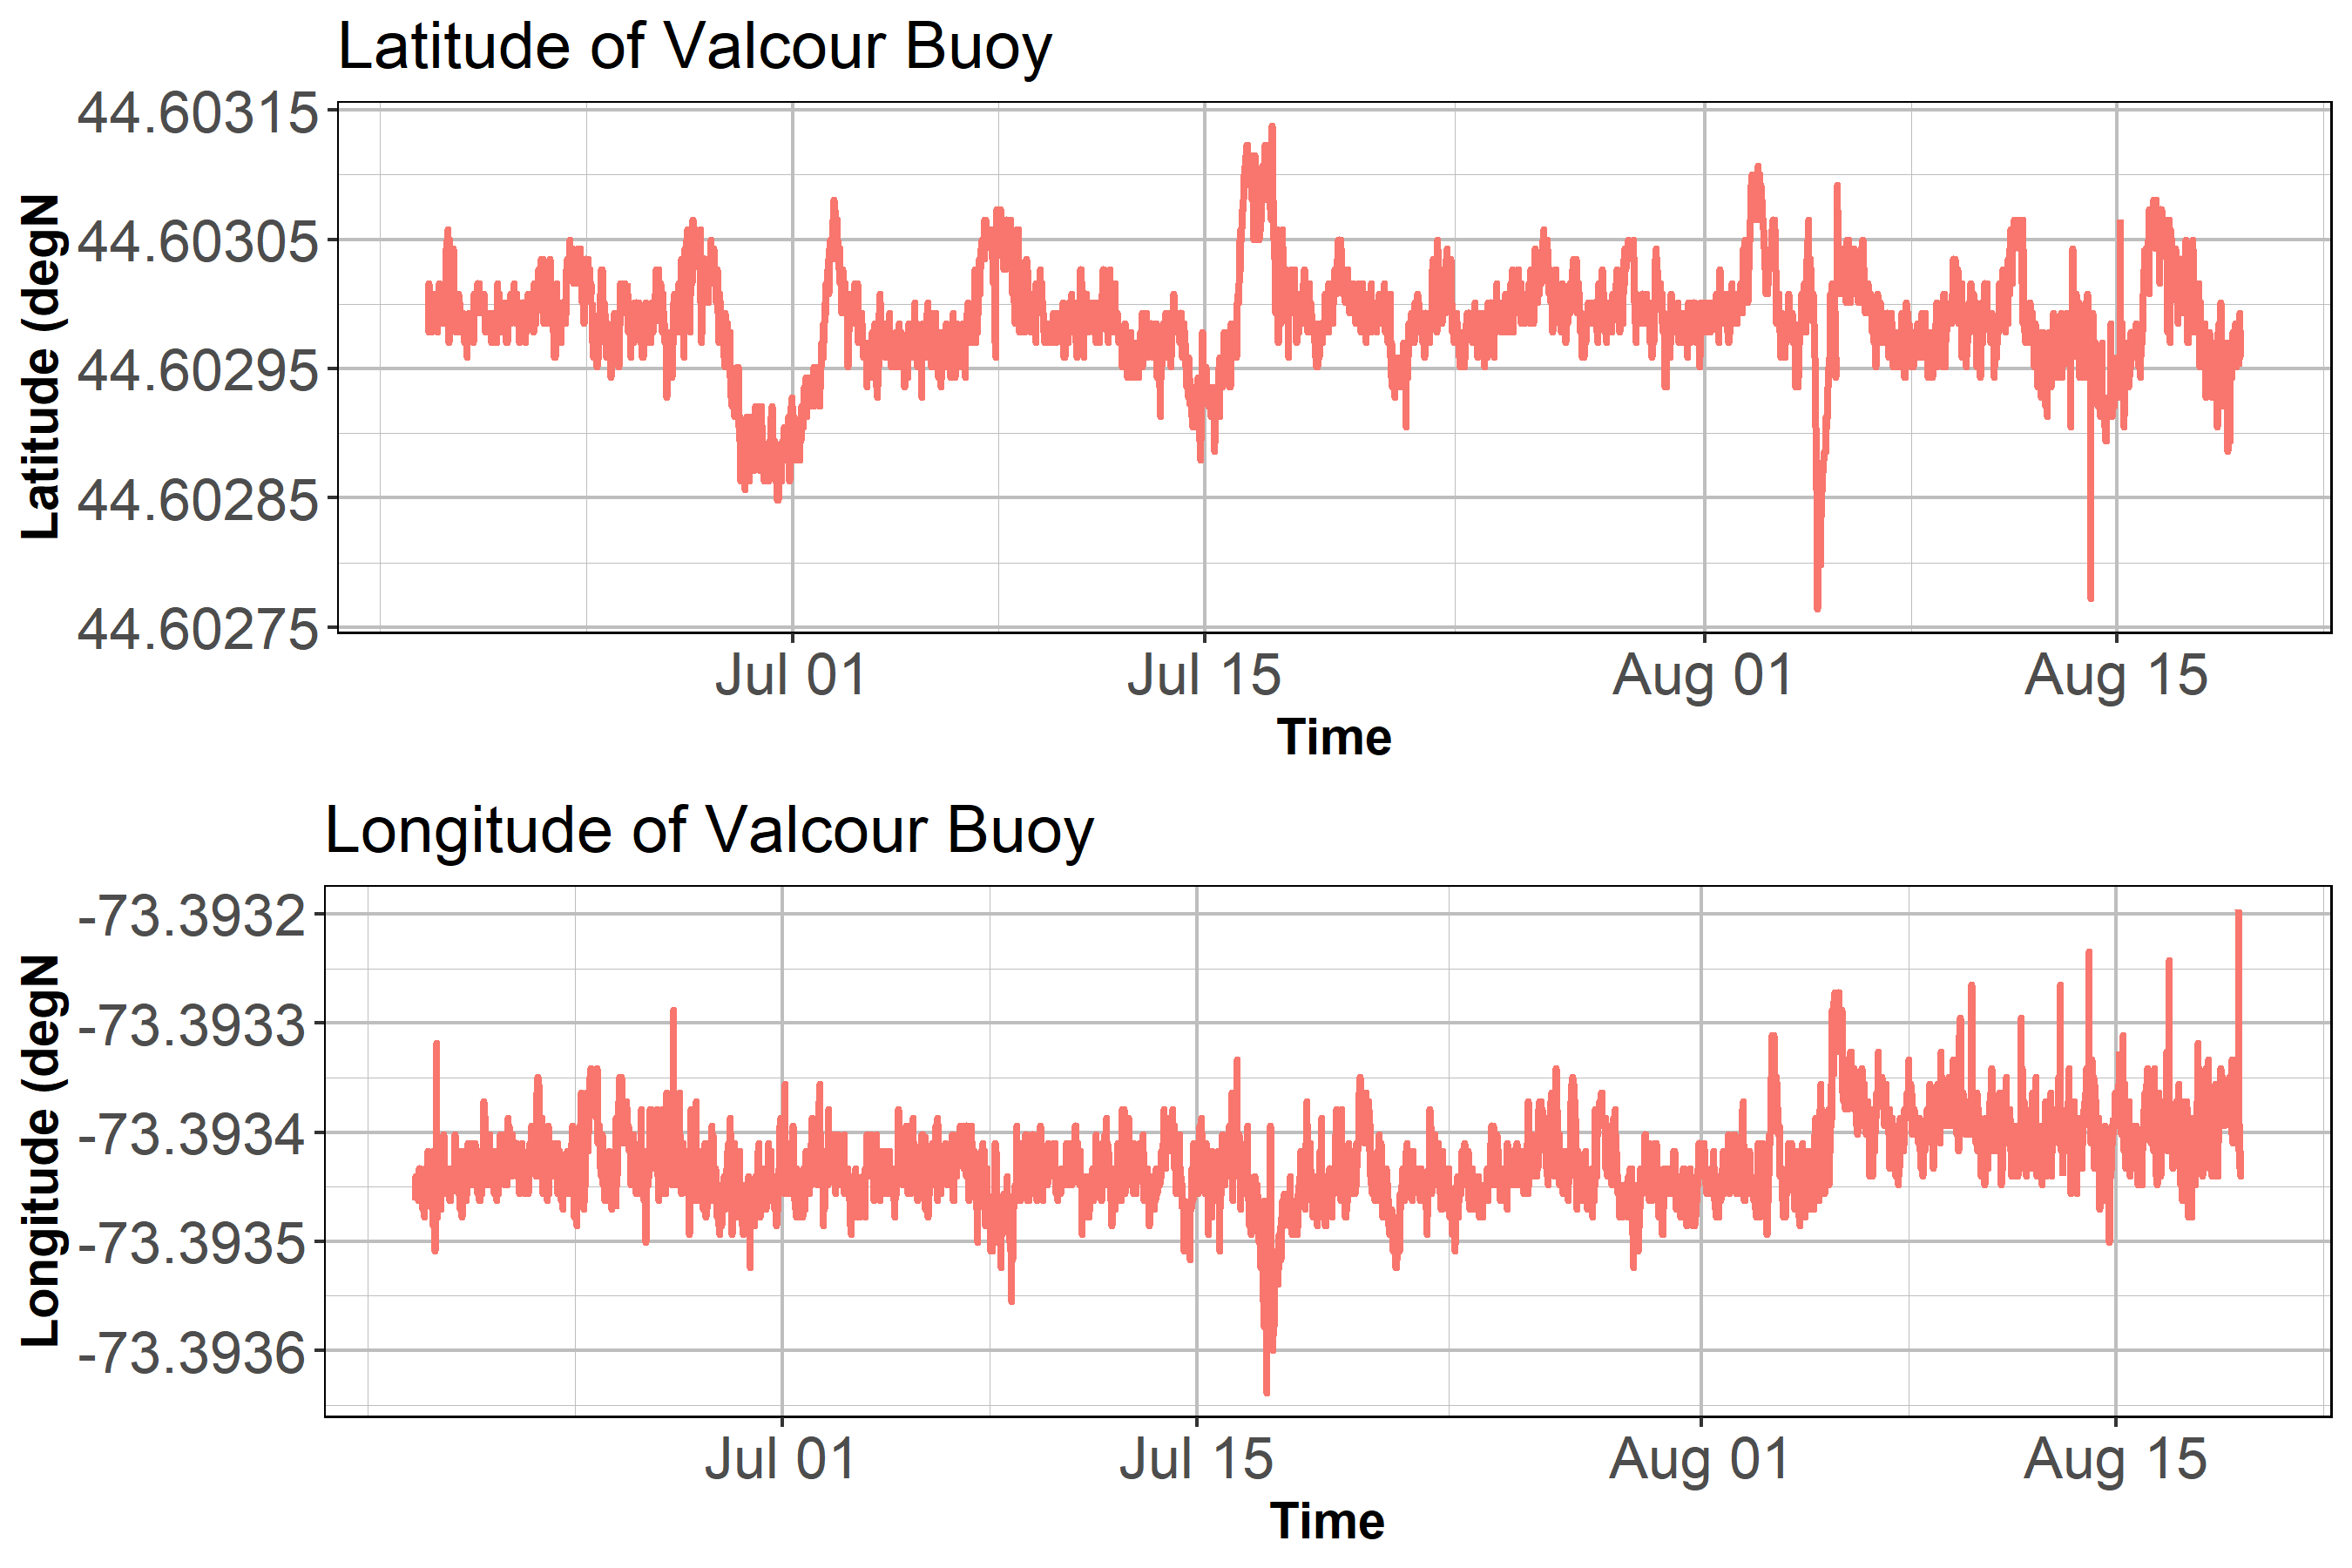 Latitude of Valcour Buoy
44.60315
44.60305
44.60295
44.60285
44.60275
Latitude (degN
Jul 01 Jul 15 Aug 01 Aug 15
Time
Longitude of Valcour Buoy
-73.3932
-73.3933
-73.3934
-73.3935
-73.3936
Longitude (degN
Jul 01 Jul 15 Aug 01 Aug 15
Time